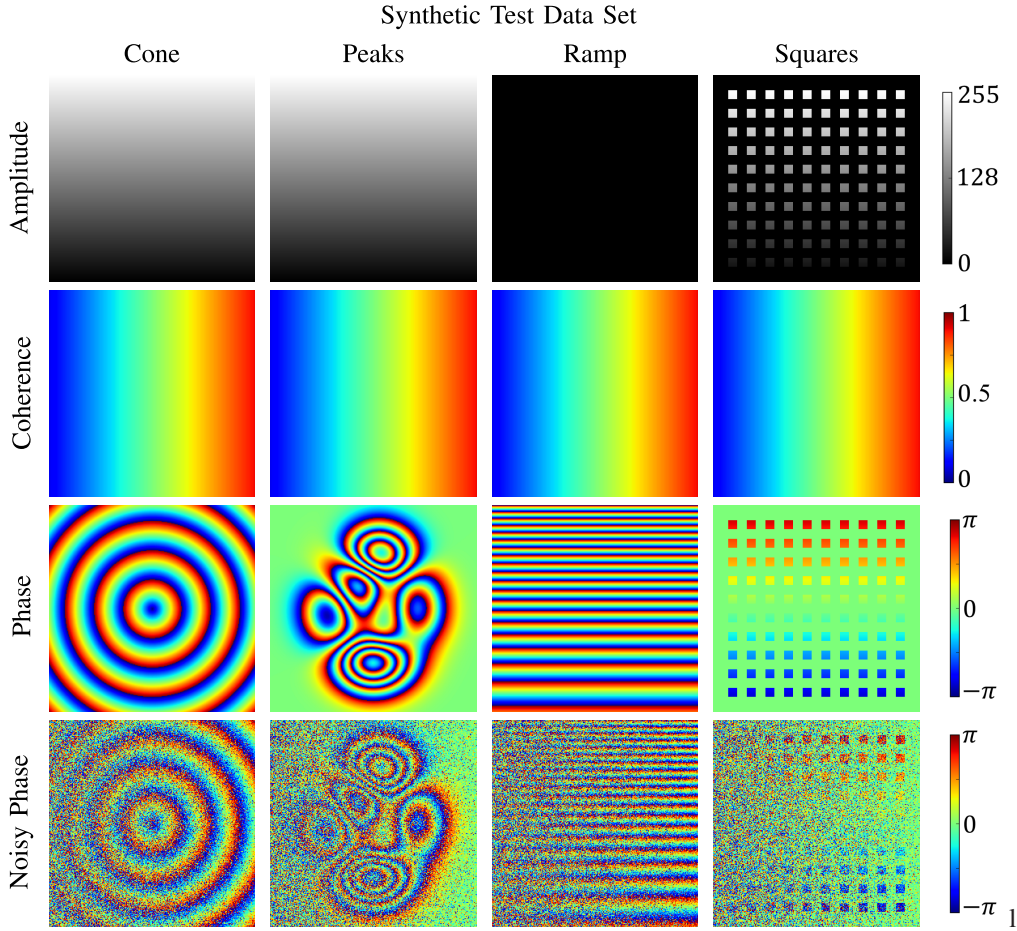 Synthetic Test Data Set
Cone Peaks Ramp Squares
Amplitude
255
128
0
Coherence
1
0.5
0
Phase
π
0
−π
Noisy Phase
π
0
−π
1